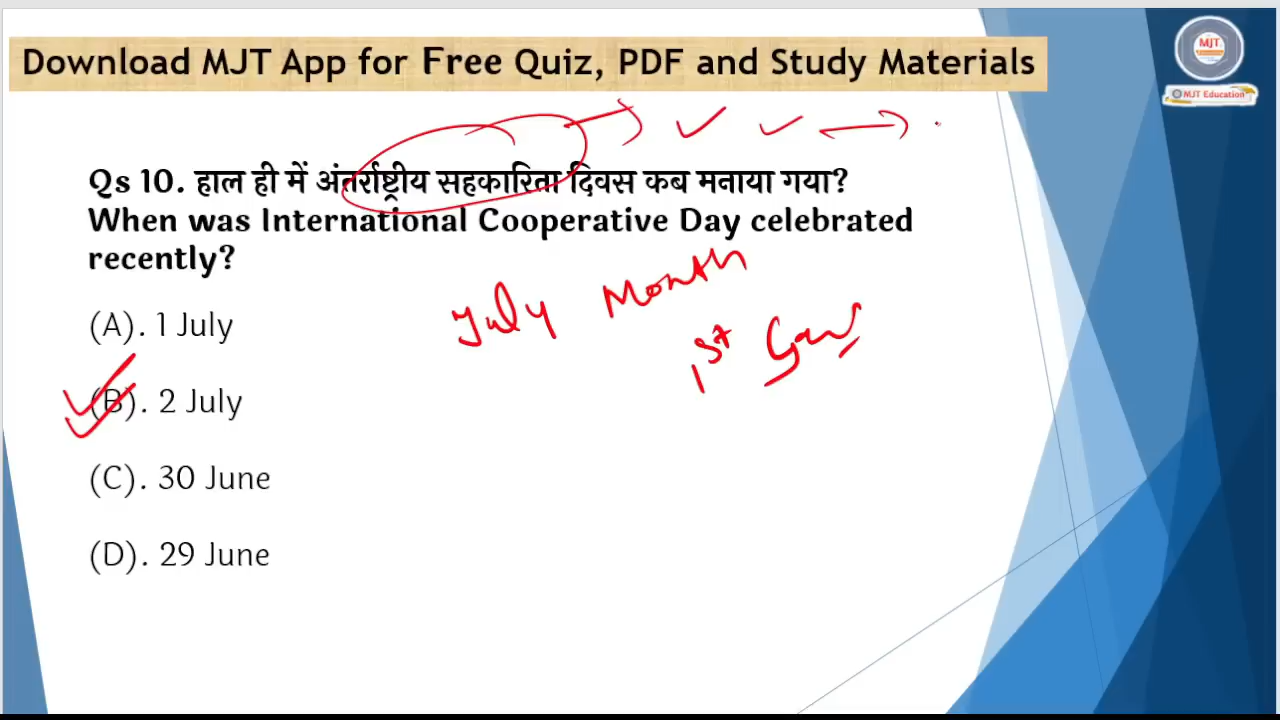 Download MJT App for Free Quiz, PDF and Study Materials
MJT
MJT Education
Qs 10. हाल ही में अंतर्राष्ट्रीय सहकारिता दिवस कब मनाया गया?
When was International Cooperative Day celebrated
recently?
July Month
1st
(A). 1 July
(B). 2 July
(C). 30 June
(D). 29 June